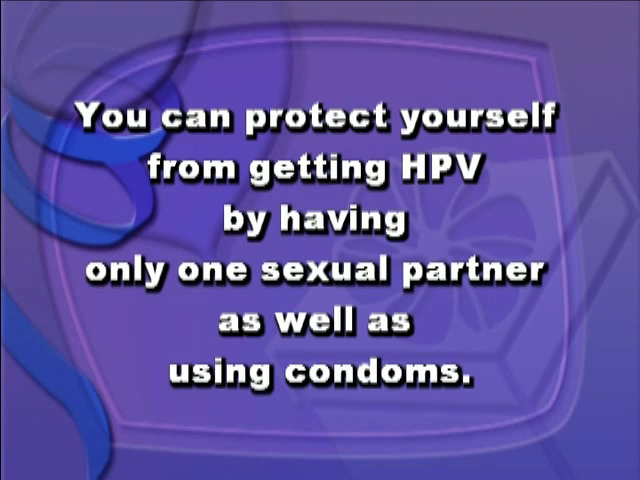 You can protect yourself
from getting HPV
by having
only one sexual partner
as well as
using condoms.